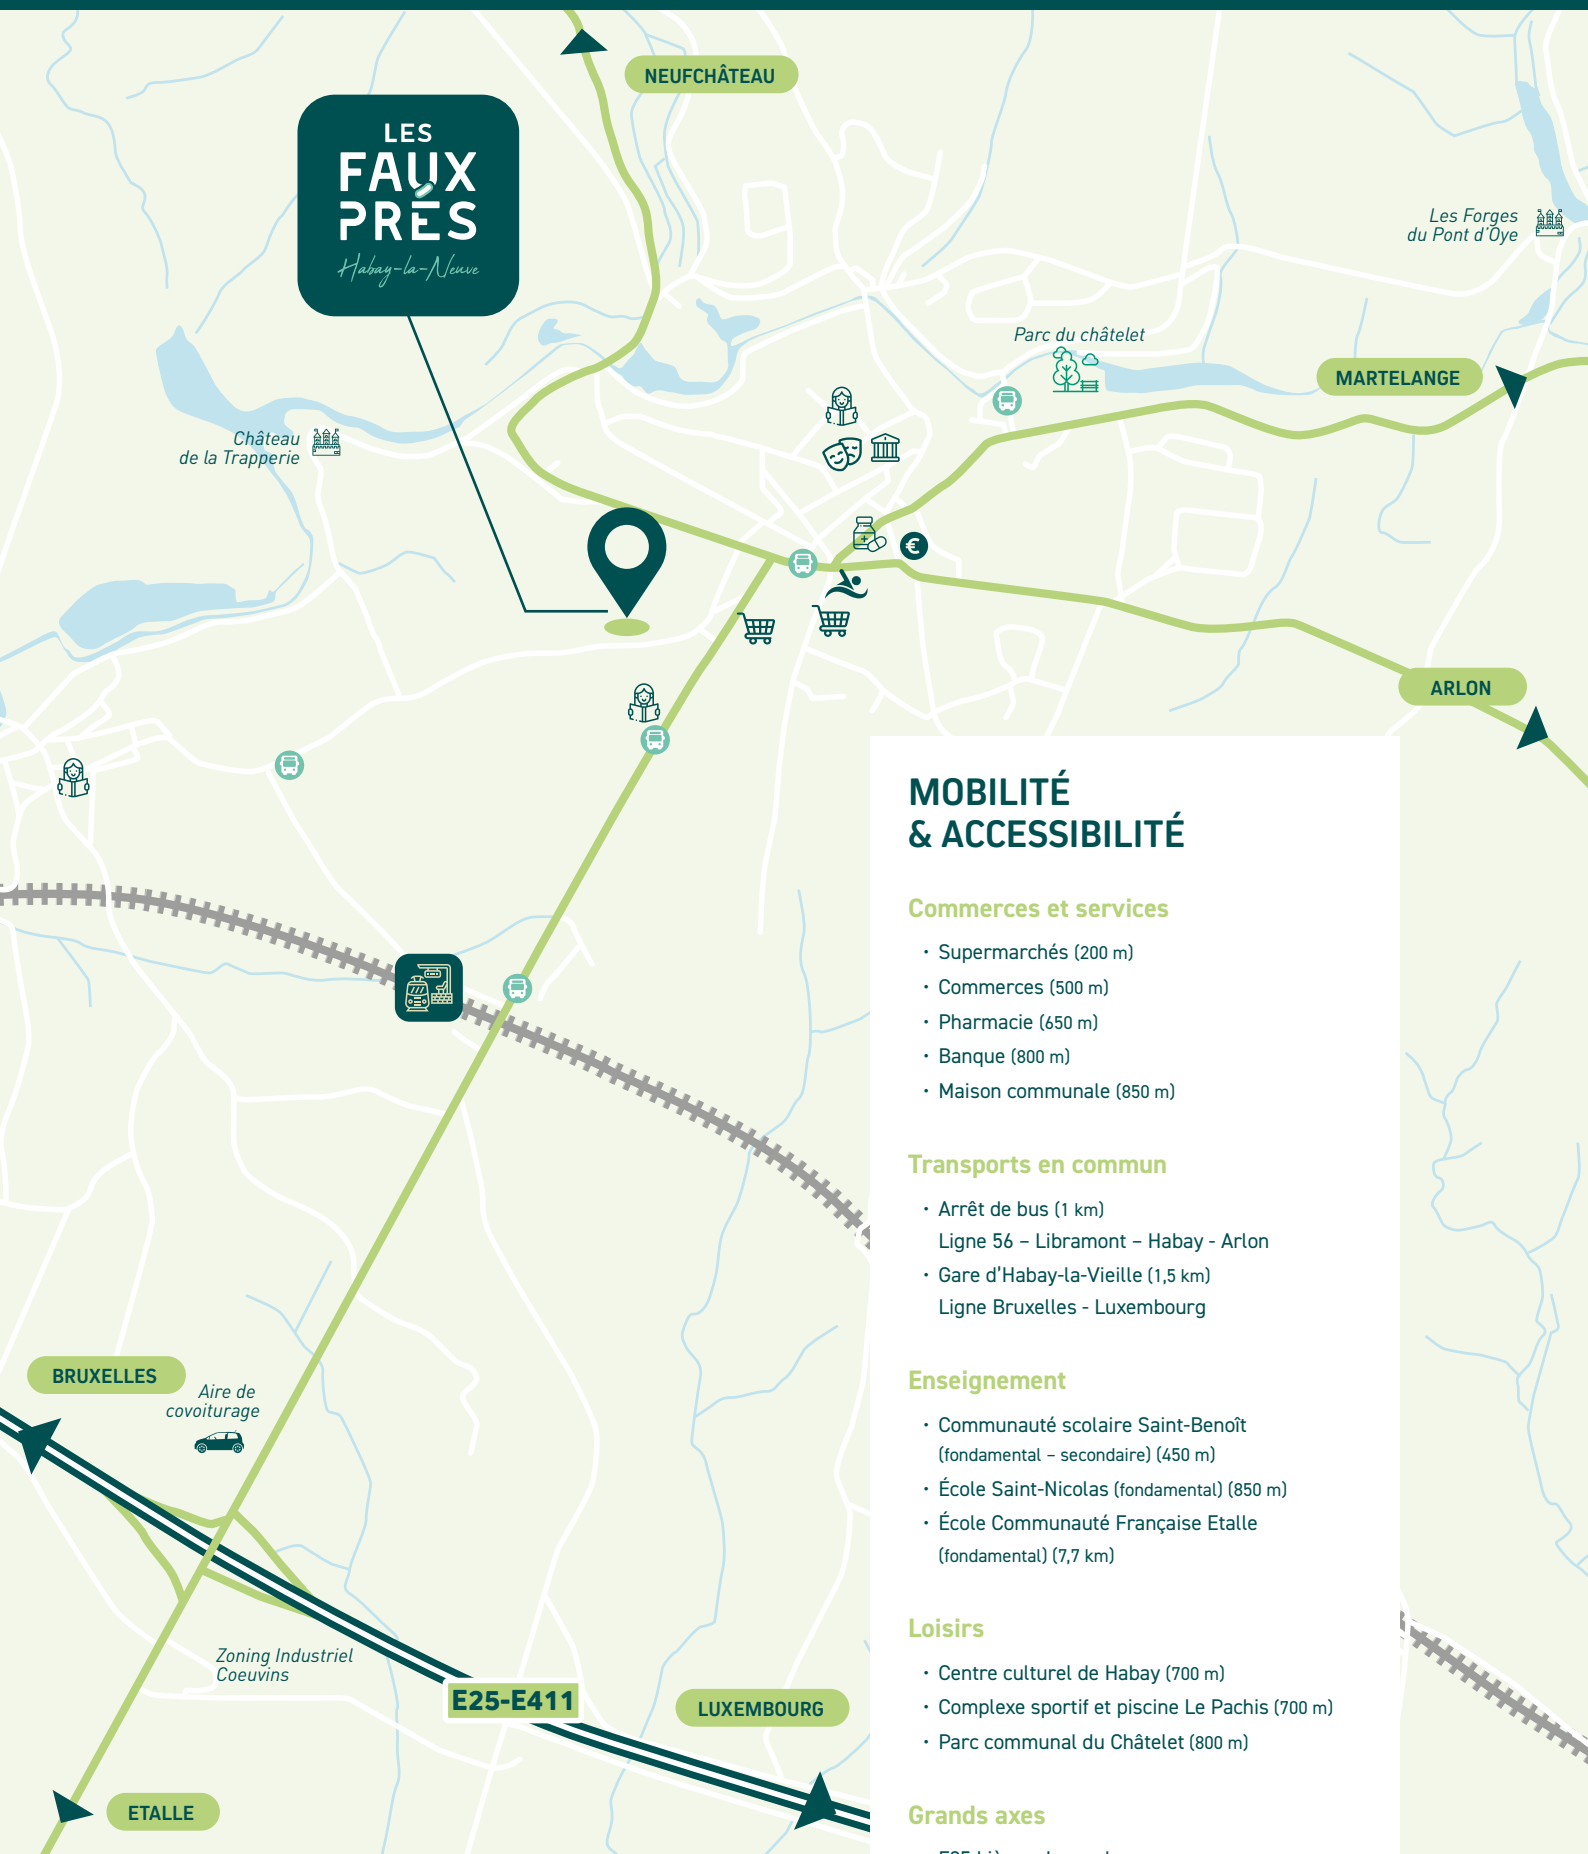 NEUFCHÂTEAU
LES
FAUX
PRÉS
Habay-la-Neuve
Les Forges
du Pont d'Oye
Parc du châtelet
MARTELANGE
Château
de la Trapperie
€
ARLON
MOBILITÉ
& ACCESSIBILITÉ
Commerces et services
• Supermarchés (200 m)
• Commerces (500 m)
• Pharmacie (650 m)
• Banque (800 m)
• Maison communale (850 m)
Transports en commun
• Arrêt de bus (1 km)
Ligne 56 – Libramont – Habay - Arlon
• Gare d'Habay-la-Vieille (1,5 km)
Ligne Bruxelles - Luxembourg
Enseignement
• Communauté scolaire Saint-Benoît
(fondamental – secondaire) (450 m)
• École Saint-Nicolas (fondamental) (850 m)
• École Communauté Française Etalle
(fondamental) (7,7 km)
Loisirs
• Centre culturel de Habay (700 m)
• Complexe sportif et piscine Le Pachis (700 m)
• Parc communal du Châtelet (800 m)
Grands axes
BRUXELLES
Aire de
covoiturage
Zoning Industriel
Coeuvins
E25-E411
LUXEMBOURG
ETALLE